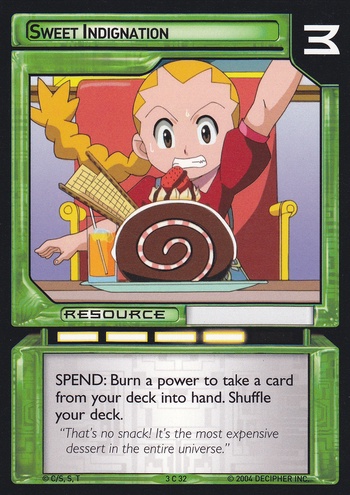 SWEET INDIGNATION
3
RESOURCE
SPEND: Burn a power to take a card
from your deck into hand. Shuffle
your deck.
"That's no snack! It's the most expensive
dessert in the entire universe."
© C/S, S, T 3 C 32 © 2004 DECIPHER INC.